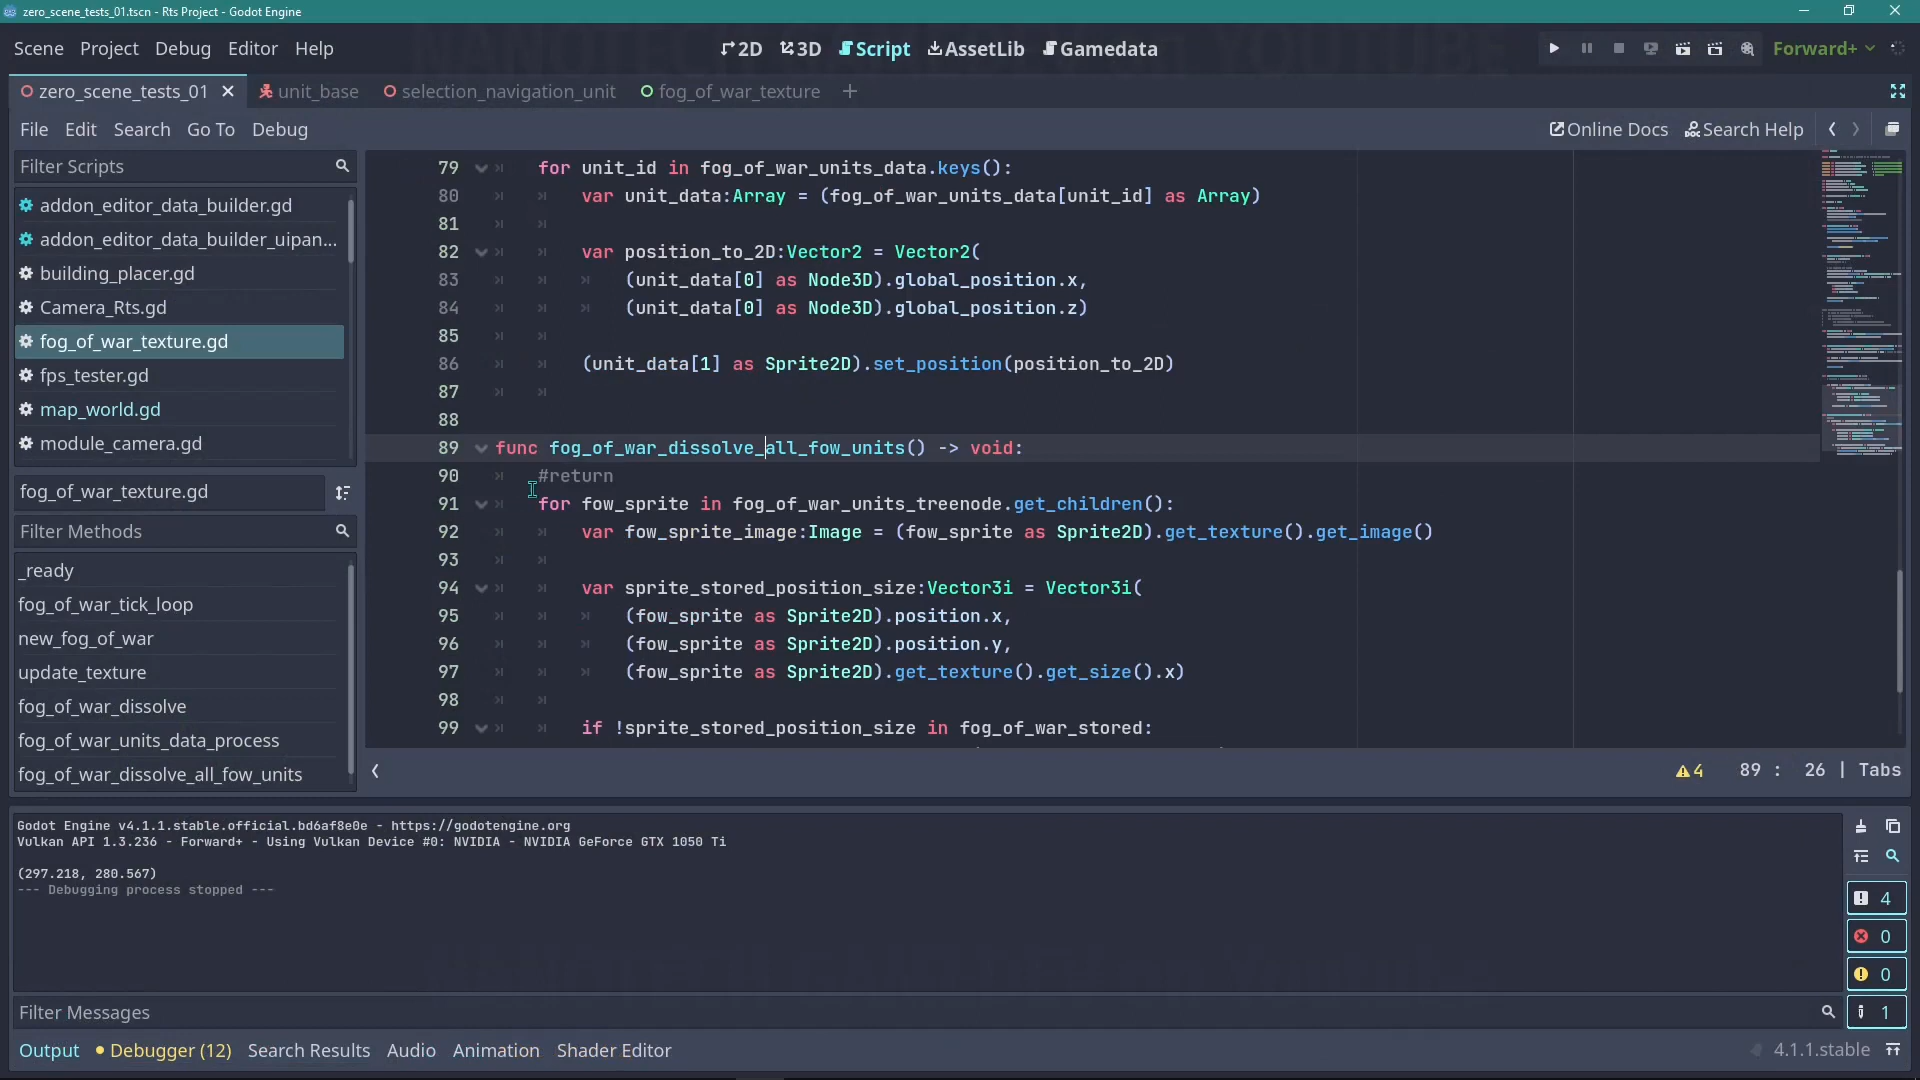 zero_scene_tests_01.tscn - Rts Project - Godot Engine
Scene Project Debug Editor Help
2D 3D Script AssetLib Gamedata
Forward+
zero_scene_tests_01 unit_base selection_navigation_unit fog_of_war_texture
File Edit Search Go To Debug
Online Docs Search Help
Filter Scripts
addon_editor_data_builder.gd
addon_editor_data_builder_uipan...
building_placer.gd
Camera_Rts.gd
fog_of_war_texture.gd
fps_tester.gd
map_world.gd
module_camera.gd
fog_of_war_texture.gd
Filter Methods
_ready
fog_of_war_tick_loop
new_fog_of_war
update_texture
fog_of_war_dissolve
fog_of_war_units_data_process
fog_of_war_dissolve_all_fow_units
79 for unit_id in fog_of_war_units_data.keys():
80 var unit_data:Array = (fog_of_war_units_data[unit_id] as Array)
81
82 var position_to_2D:Vector2 = Vector2(
83 (unit_data[0] as Node3D).global_position.x,
84 (unit_data[0] as Node3D).global_position.z)
85
86 (unit_data[1] as Sprite2D).set_position(position_to_2D)
87
88
89 func fog_of_war_dissolve_all_fow_units() -> void:
90 #return
91 for fow_sprite in fog_of_war_units_treenode.get_children():
92 var fow_sprite_image:Image = (fow_sprite as Sprite2D).get_texture().get_image()
93
94 var sprite_stored_position_size:Vector3i = Vector3i(
95 (fow_sprite as Sprite2D).position.x,
96 (fow_sprite as Sprite2D).position.y,
97 (fow_sprite as Sprite2D).get_texture().get_size().x)
98
99 if !sprite_stored_position_size in fog_of_war_stored:
4 89 : 26 | Tabs
Godot Engine v4.1.1.stable.official.bd6af8e0e - https://godotengine.org
Vulkan API 1.3.236 - Forward+ - Using Vulkan Device #0: NVIDIA - NVIDIA GeForce GTX 1050 Ti
(297.218, 280.567)
--- Debugging process stopped ---
4
0
0
1
Filter Messages
Output Debugger (12) Search Results Audio Animation Shader Editor
4.1.1.stable